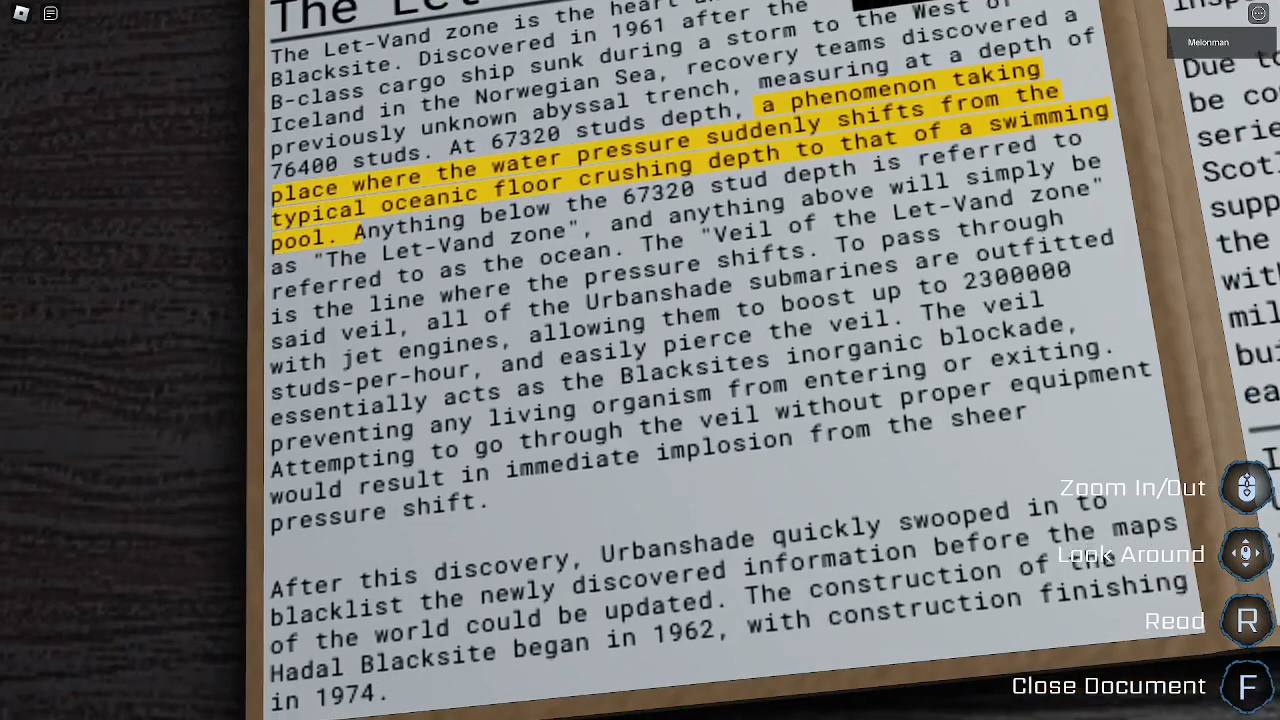 The Let-
The Let-Vand zone is the heart
Blacksite. Discovered in 1961 after the
B-class cargo ship sunk during a storm to the West of
Iceland in the Norwegian Sea, recovery teams discovered a
previously unknown abyssal trench, measuring at a depth of
76400 studs. At 67320 studs depth, a phenomenon taking
place where the water pressure suddenly shifts from the
typical oceanic floor crushing depth to that of a swimming
pool. Anything below the 67320 stud depth is referred to
as "The Let-Vand zone", and anything above will simply be
referred to as the ocean. The "Veil of the Let-Vand zone"
is the line where the pressure shifts. To pass through
said veil, all of the Urbanshade submarines are outfitted
with jet engines, allowing them to boost up to 2300000
studs-per-hour, and easily pierce the veil. The veil
essentially acts as the Blacksites inorganic blockade,
preventing any living organism from entering or exiting.
Attempting to go through the veil without proper equipment
would result in immediate implosion from the sheer
pressure shift.
After this discovery, Urbanshade quickly swooped in to
blacklist the newly discovered information before the maps
of the world could be updated. The construction of the
Hadal Blacksite began in 1962, with construction finishing
in 1974.
Melonman
Due to
be co
serie
Scot
supp
the
wit
mil
bu
ea
Zoom In/Out
Look Around
Read R
Close Document F